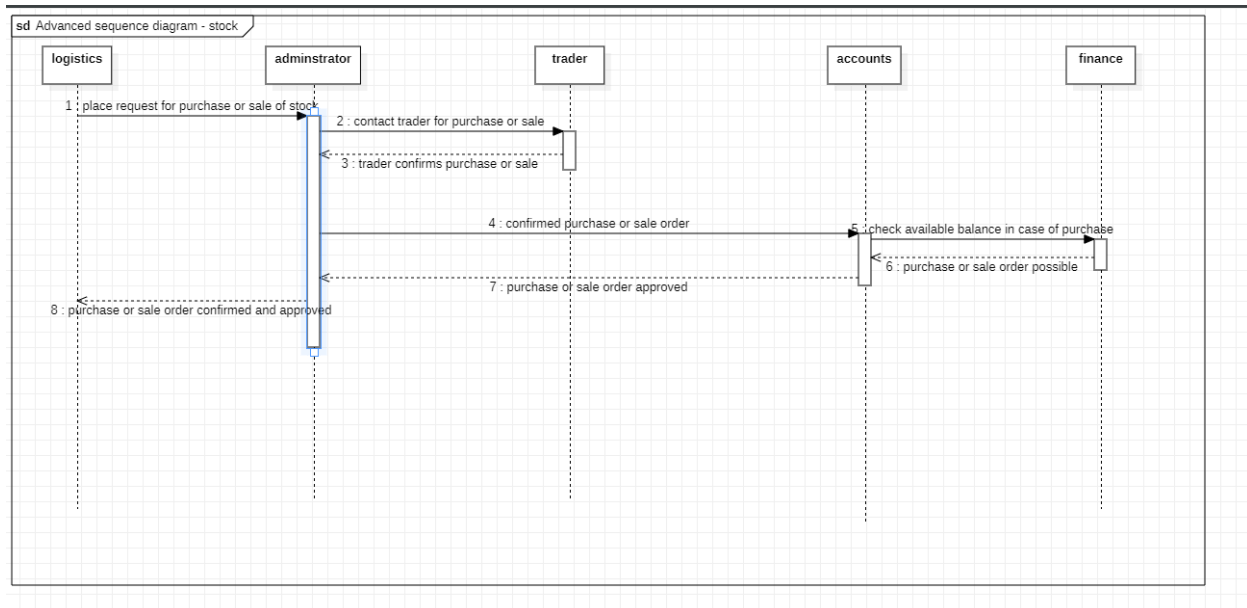 sd Advanced sequence diagram - stock
logistics
adminstrator
trader
accounts
finance
1 : place request for purchase or sale of stock
2 : contact trader for purchase or sale
3 : trader confirms purchase or sale
4 : confirmed purchase or sale order
5 : check available balance in case of purchase
6 : purchase or sale order possible
7 : purchase or sale order approved
8 : purchase or sale order confirmed and approved